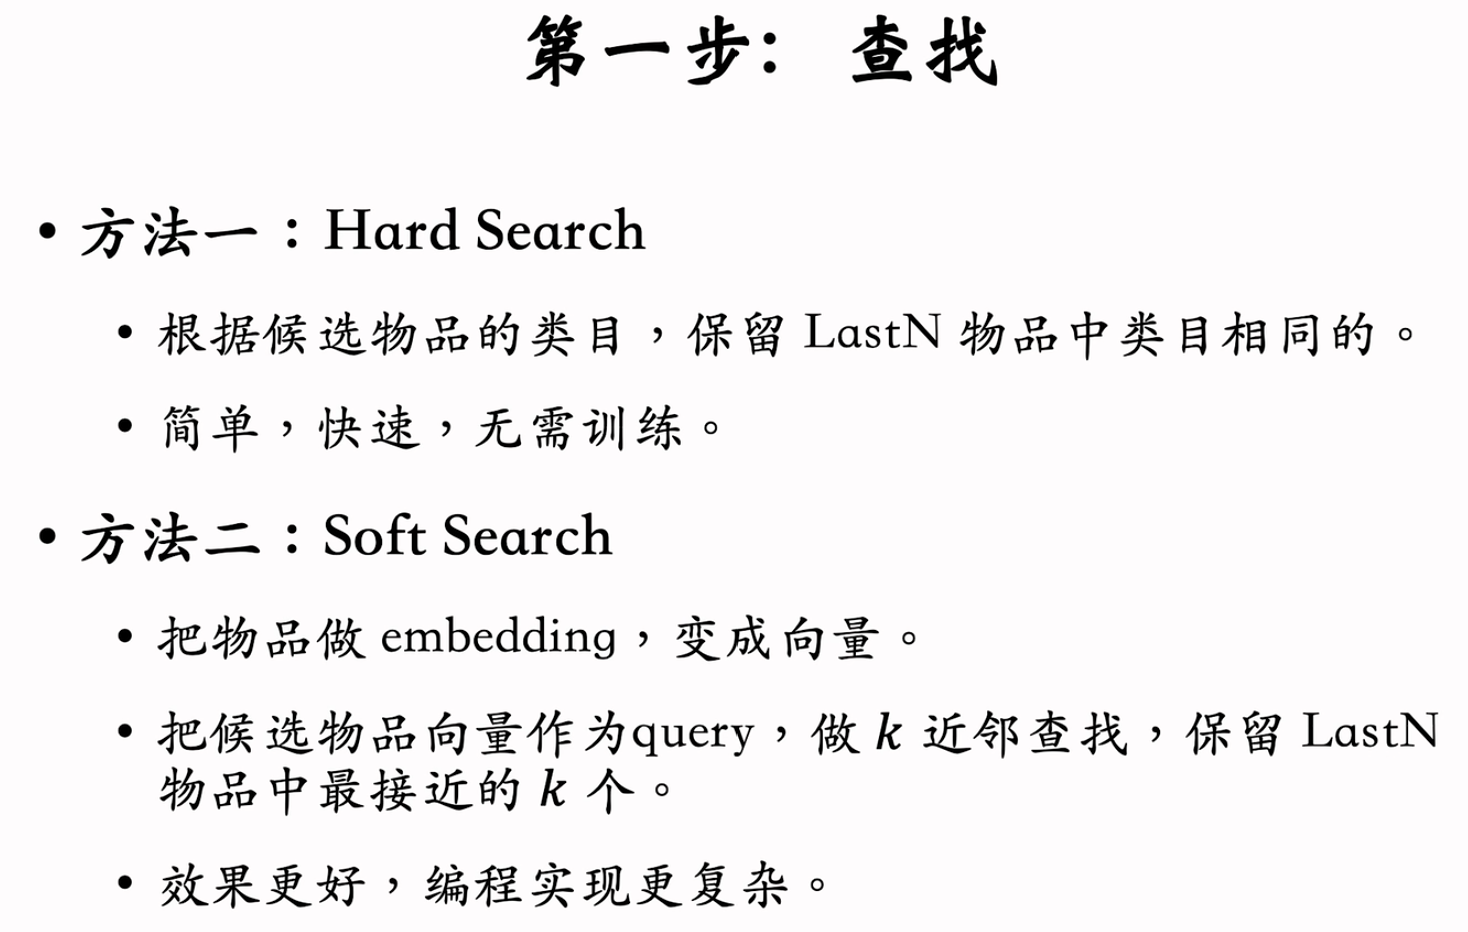 第一步： 查找
• 方法一：Hard Search
• 根据候选物品的类目，保留 LastN 物品中类目相同的。
• 简单，快速，无需训练。
• 方法二：Soft Search
• 把物品做 embedding，变成向量。
• 把候选物品向量作为query，做 k 近邻查找，保留 LastN
物品中最接近的 k 个。
• 效果更好，编程实现更复杂。